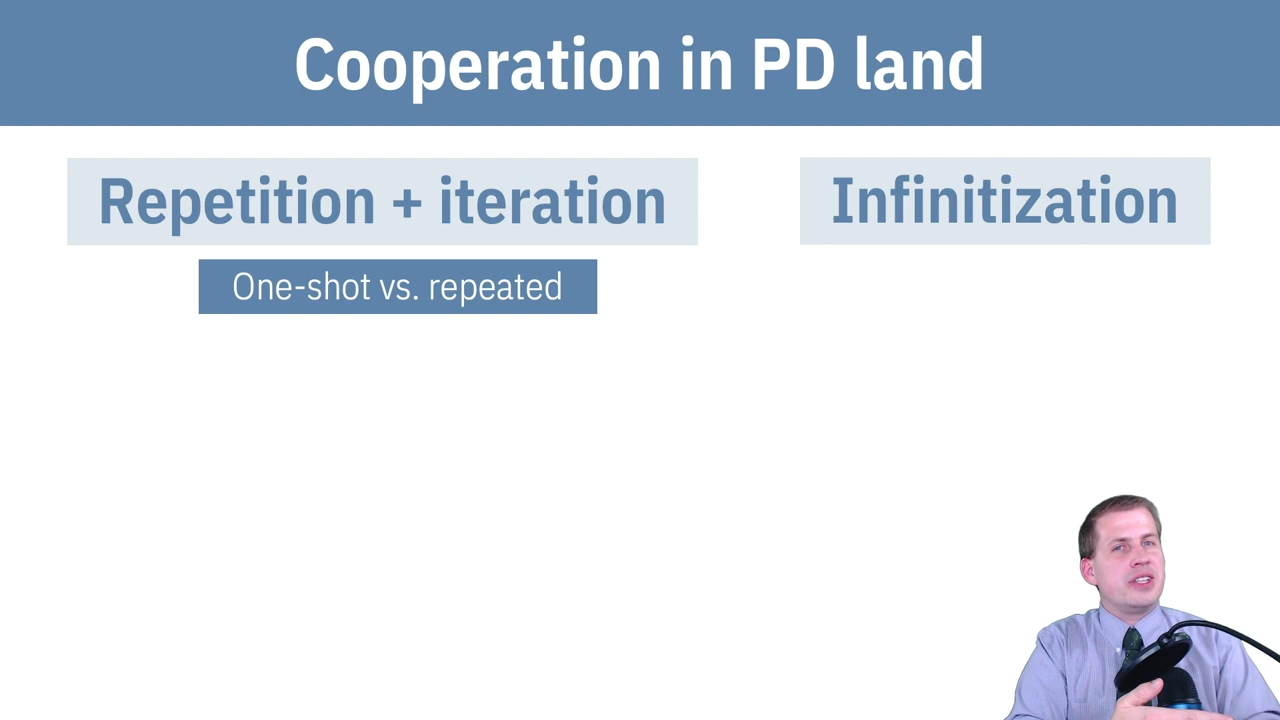 Cooperation in PD land
Repetition + iteration
Infinitization
One-shot vs. repeated